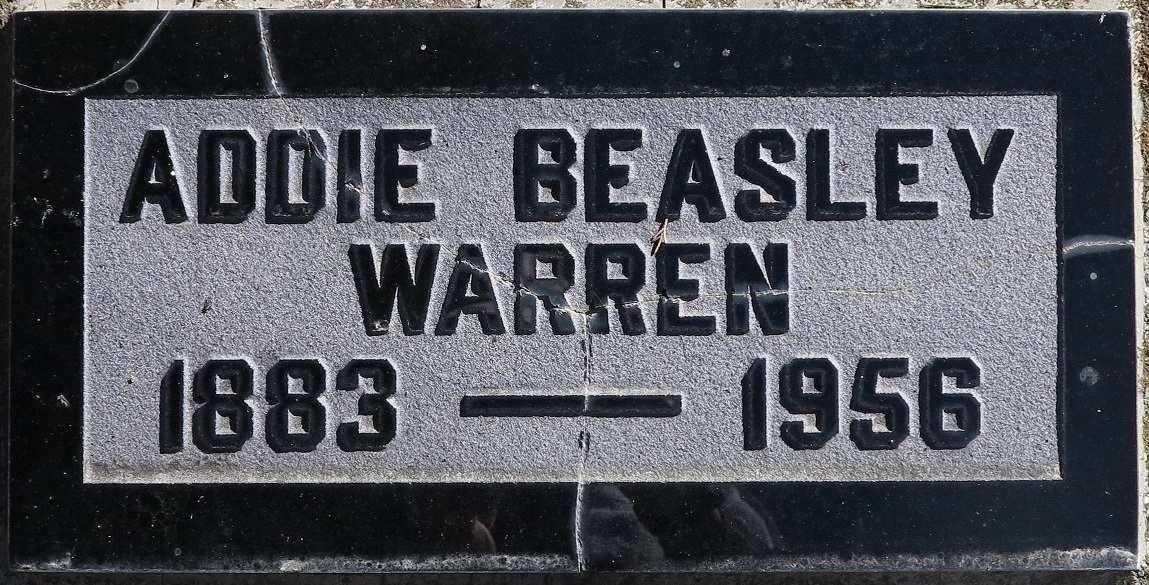 ADDIE BEASLEY
WARREN
1883 — 1956